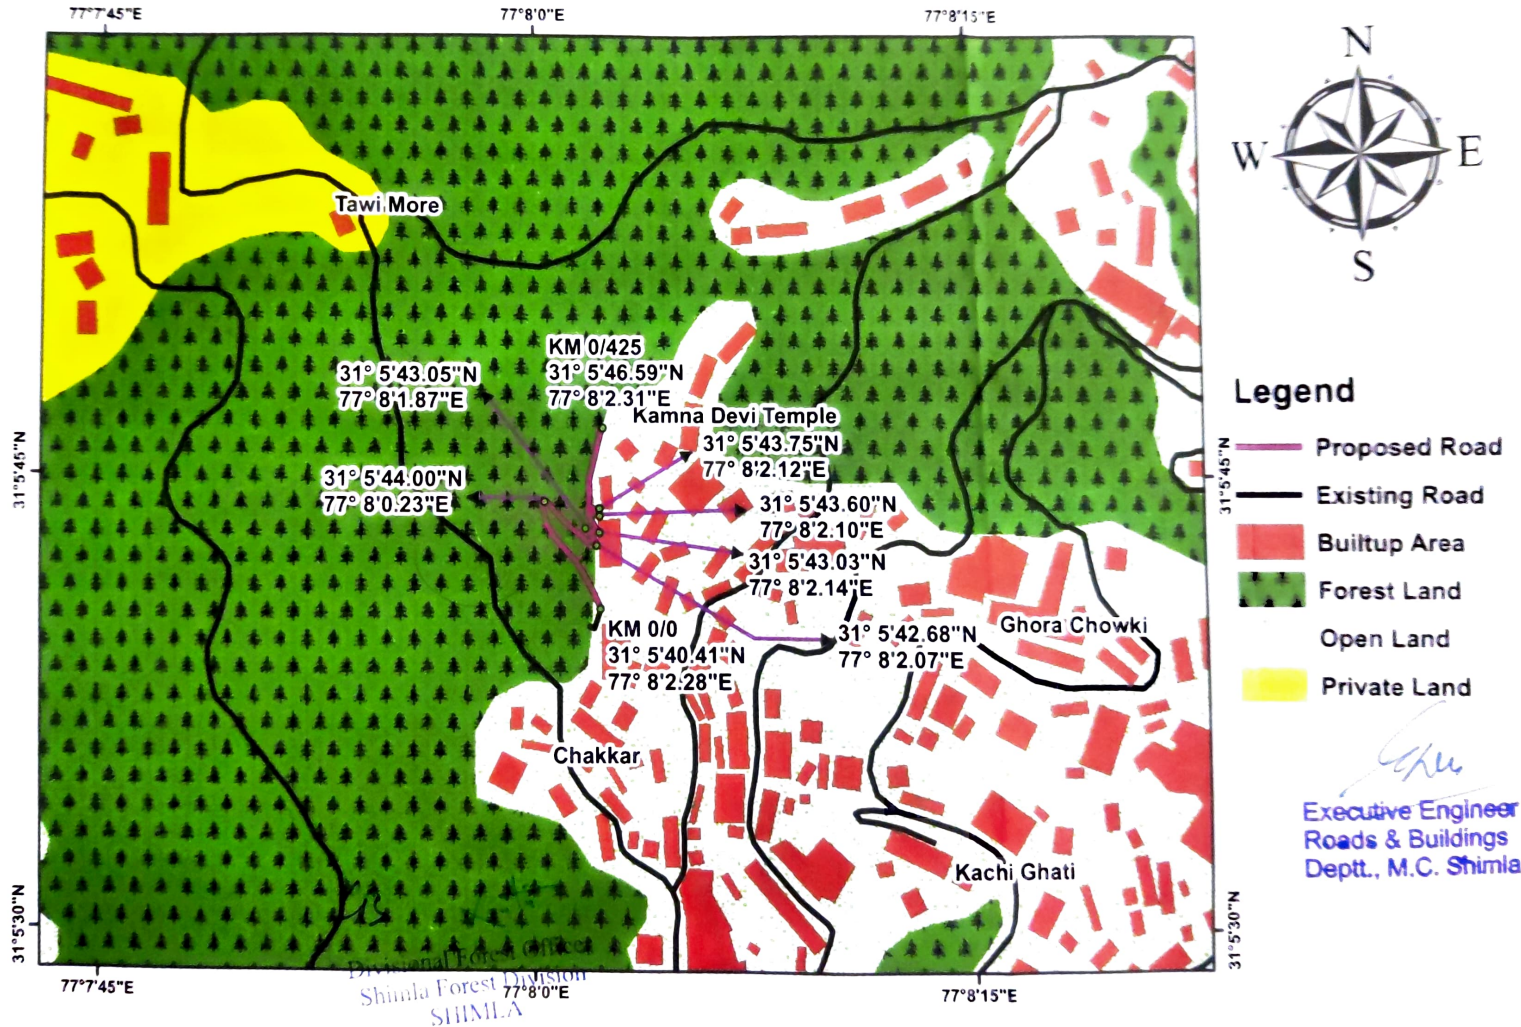 77°7'45"E
77°8'0"E
77°8'15"E
N
W
E
S
Tawi More
KM 0/425
31° 5'46.59"N
77° 8'2.31"E
31° 5'43.05"N
77° 8'1.87"E
Kamna Devi Temple
31° 5'43.75"N
77° 8'2.12"E
31° 5'44.00"N
77° 8'0.23"E
31° 5'43.60"N
77° 8'2.10"E
31° 5'43.03"N
77° 8'2.14"E
31° 5'42.68"N
77° 8'2.07"E
KM 0/0
31° 5'40.41"N
77° 8'2.28"E
Ghora Chowki
Chakkar
Kachi Ghati
31°5'45"N
31°5'45"N
31°5'30"N
31°5'30"N
Legend
Proposed Road
Existing Road
Builtup Area
Forest Land
Open Land
Private Land
Executive Engineer
Roads & Buildings
Deptt., M.C. Shimla
Divisional Forest Officer
Shimla Forest Division
SHIMLA
77°7'45"E
77°8'0"E
77°8'15"E